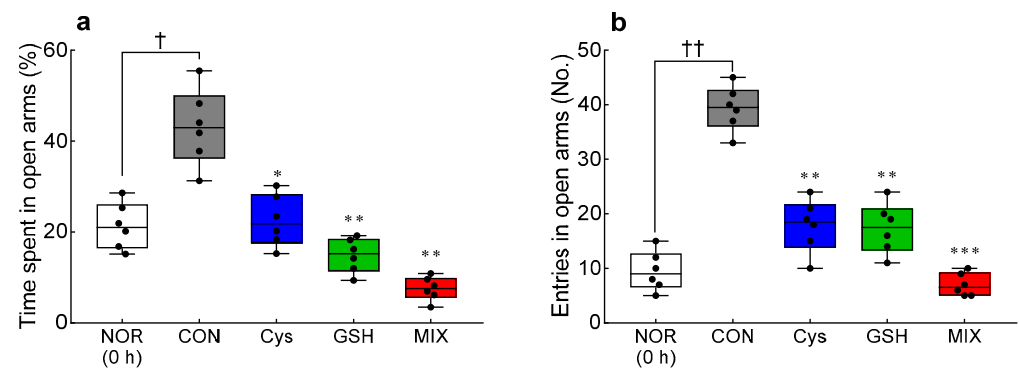 a
Time spent in open arms (%)
60
40
20
0
†
*
**
**
NOR
(0 h)
CON
Cys
GSH
MIX
b
Entries in open arms (No.)
50
40
30
20
10
0
††
**
**
***
NOR
(0 h)
CON
Cys
GSH
MIX